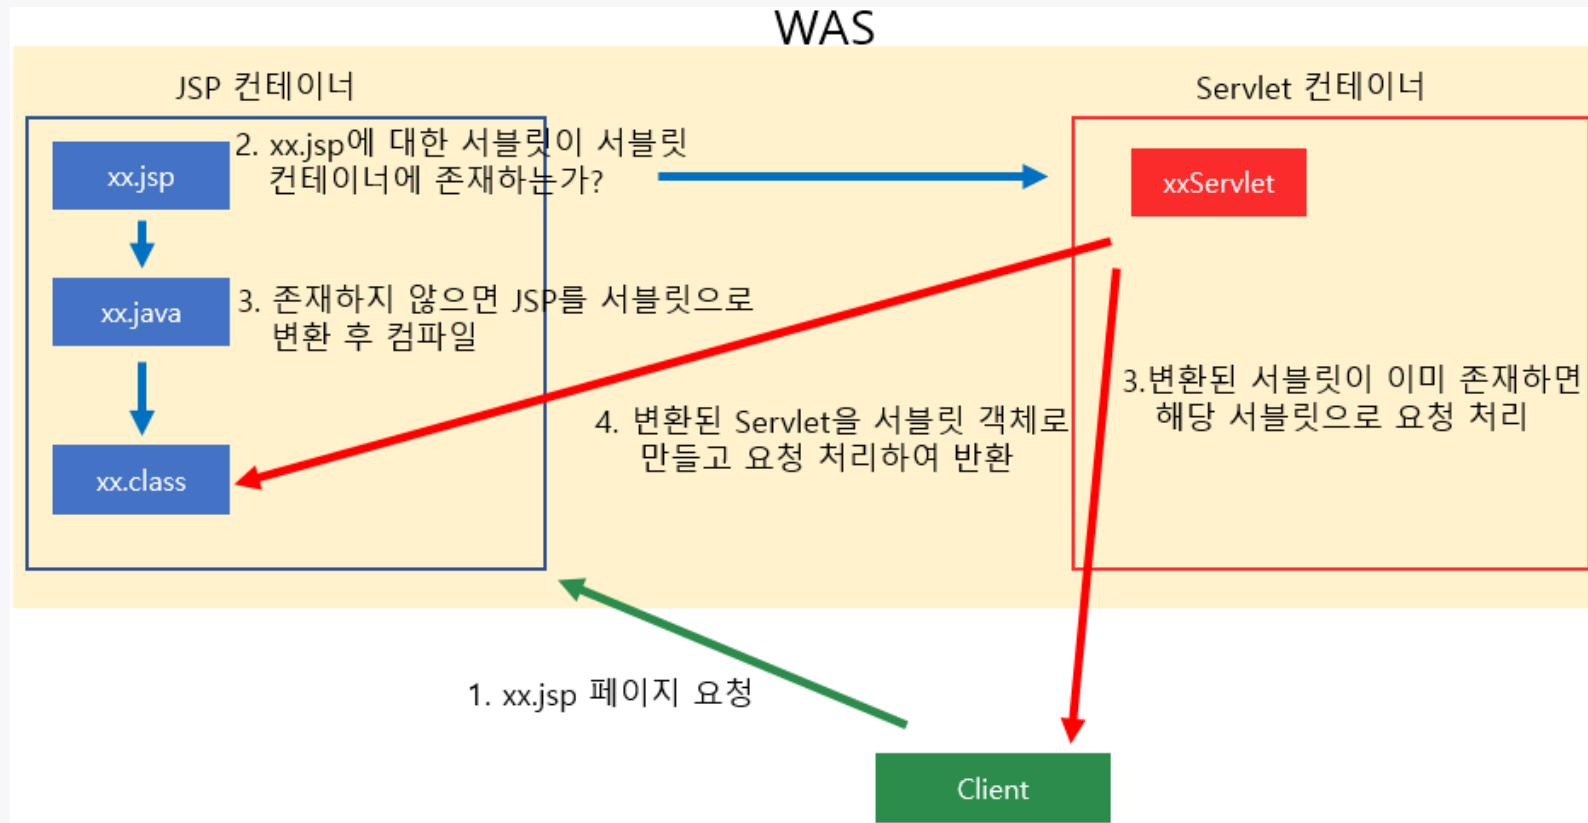 WAS
JSP 컨테이너
Servlet 컨테이너
xx.jsp
2. xx.jsp에 대한 서블릿이 서블릿
컨테이너에 존재하는가?
xxServlet
xx.java
3. 존재하지 않으면 JSP를 서블릿으로
변환 후 컴파일
3.변환된 서블릿이 이미 존재하면
해당 서블릿으로 요청 처리
4. 변환된 Servlet을 서블릿 객체로
만들고 요청 처리하여 반환
xx.class
1. xx.jsp 페이지 요청
Client